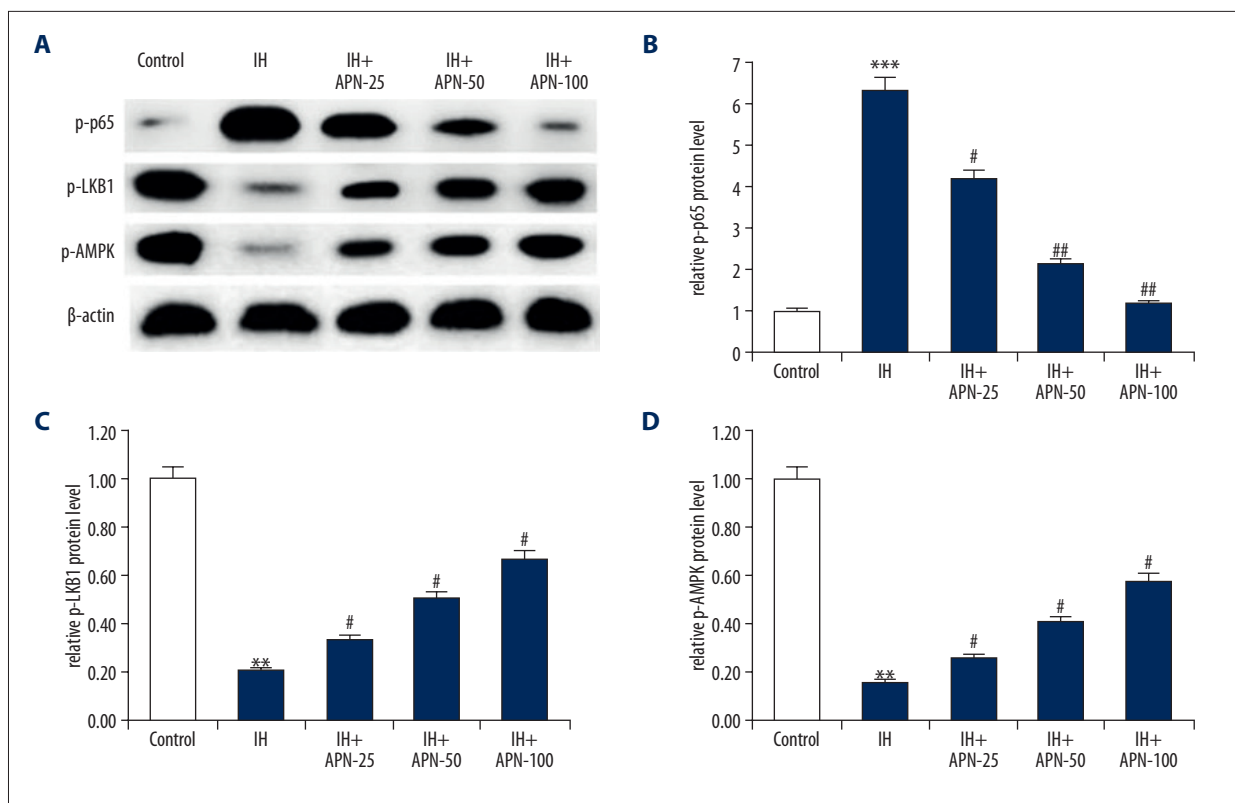 A
Control IH IH+ IH+ IH+
APN-25 APN-50 APN-100
p-p65
p-LKB1
p-AMPK
β-actin
B
relative p-p65 protein level
7
6
5
4
3
2
1
0
***
#
##
##
Control IH IH+ IH+ IH+
APN-25 APN-50 APN-100
C
relative p-LKB1 protein level
1.20
1.00
0.80
0.60
0.40
0.20
0.00
**
#
#
#
Control IH IH+ IH+ IH+
APN-25 APN-50 APN-100
D
relative p-AMPK protein level
1.20
1.00
0.80
0.60
0.40
0.20
0.00
**
#
#
#
Control IH IH+ IH+ IH+
APN-25 APN-50 APN-100